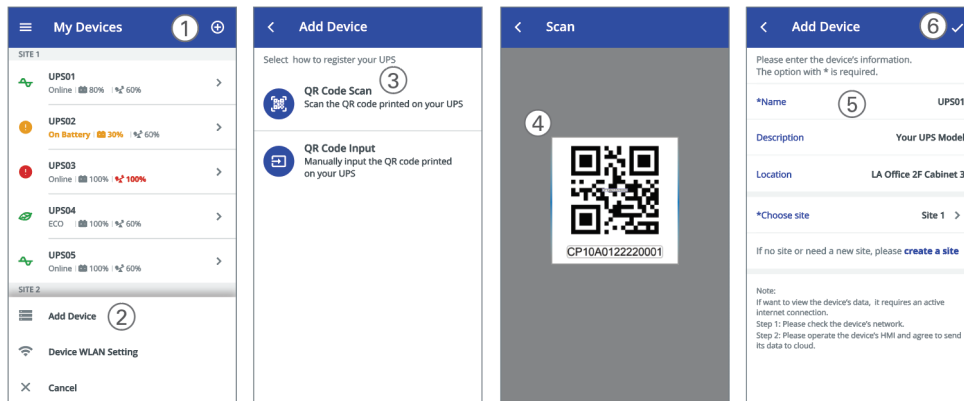 My Devices
1
SITE 1
UPS01
Online 80% 60%
UPS02
On Battery 30% 60%
UPS03
Online 100% 100%
UPS04
ECO 100% 60%
UPS05
Online 100% 60%
SITE 2
Add Device
2
Device WLAN Setting
Cancel
Add Device
Select how to register your UPS
3
QR Code Scan
Scan the QR code printed on your UPS
QR Code Input
Manually input the QR code printed
on your UPS
Scan
4
CP10A0122220001
Add Device
6
Please enter the device's information.
The option with * is required.
*Name UPS01
5
Description Your UPS Model
Location LA Office 2F Cabinet 3
*Choose site Site 1
If no site or need a new site, please create a site
Note:
If want to view the device's data, it requires an active
internet connection.
Step 1: Please check the device's network.
Step 2: Please operate the device's HMI and agree to send
its data to cloud.